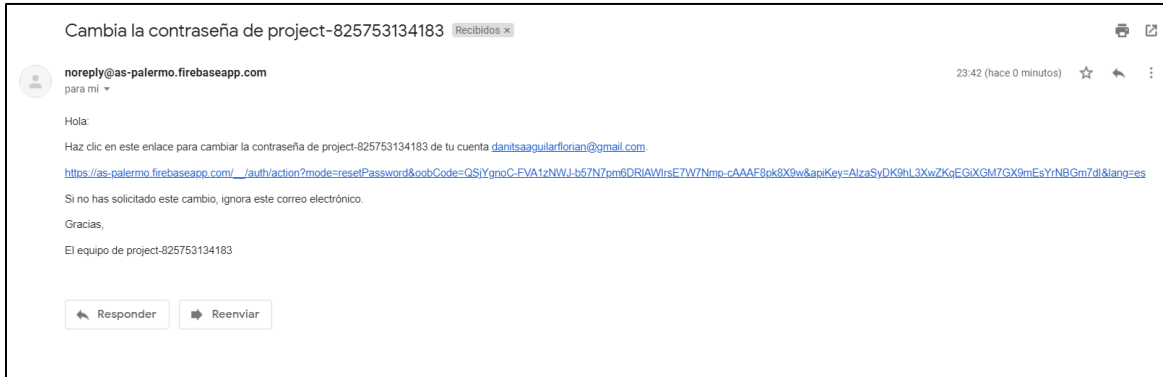 Cambia la contraseña de project-825753134183 Recibidos ×
noreply@as-palermo.firebaseapp.com 23:42 (hace 0 minutos)
para mí
Hola:
Haz clic en este enlace para cambiar la contraseña de project-825753134183 de tu cuenta danitsaaguilarflorian@gmail.com.
https://as-palermo.firebaseapp.com/__/auth/action?mode=resetPassword&oobCode=QSjYgnoC-FVA1zNWJ-b57N7pm6DRlAWIrsE7W7Nmp-cAAAF8pk8X9w&apiKey=AIzaSyDK9hL3XwZKqEGiXGM7GX9mEsYrNBGm7dI&lang=es
Si no has solicitado este cambio, ignora este correo electrónico.
Gracias,
El equipo de project-825753134183
Responder Reenviar